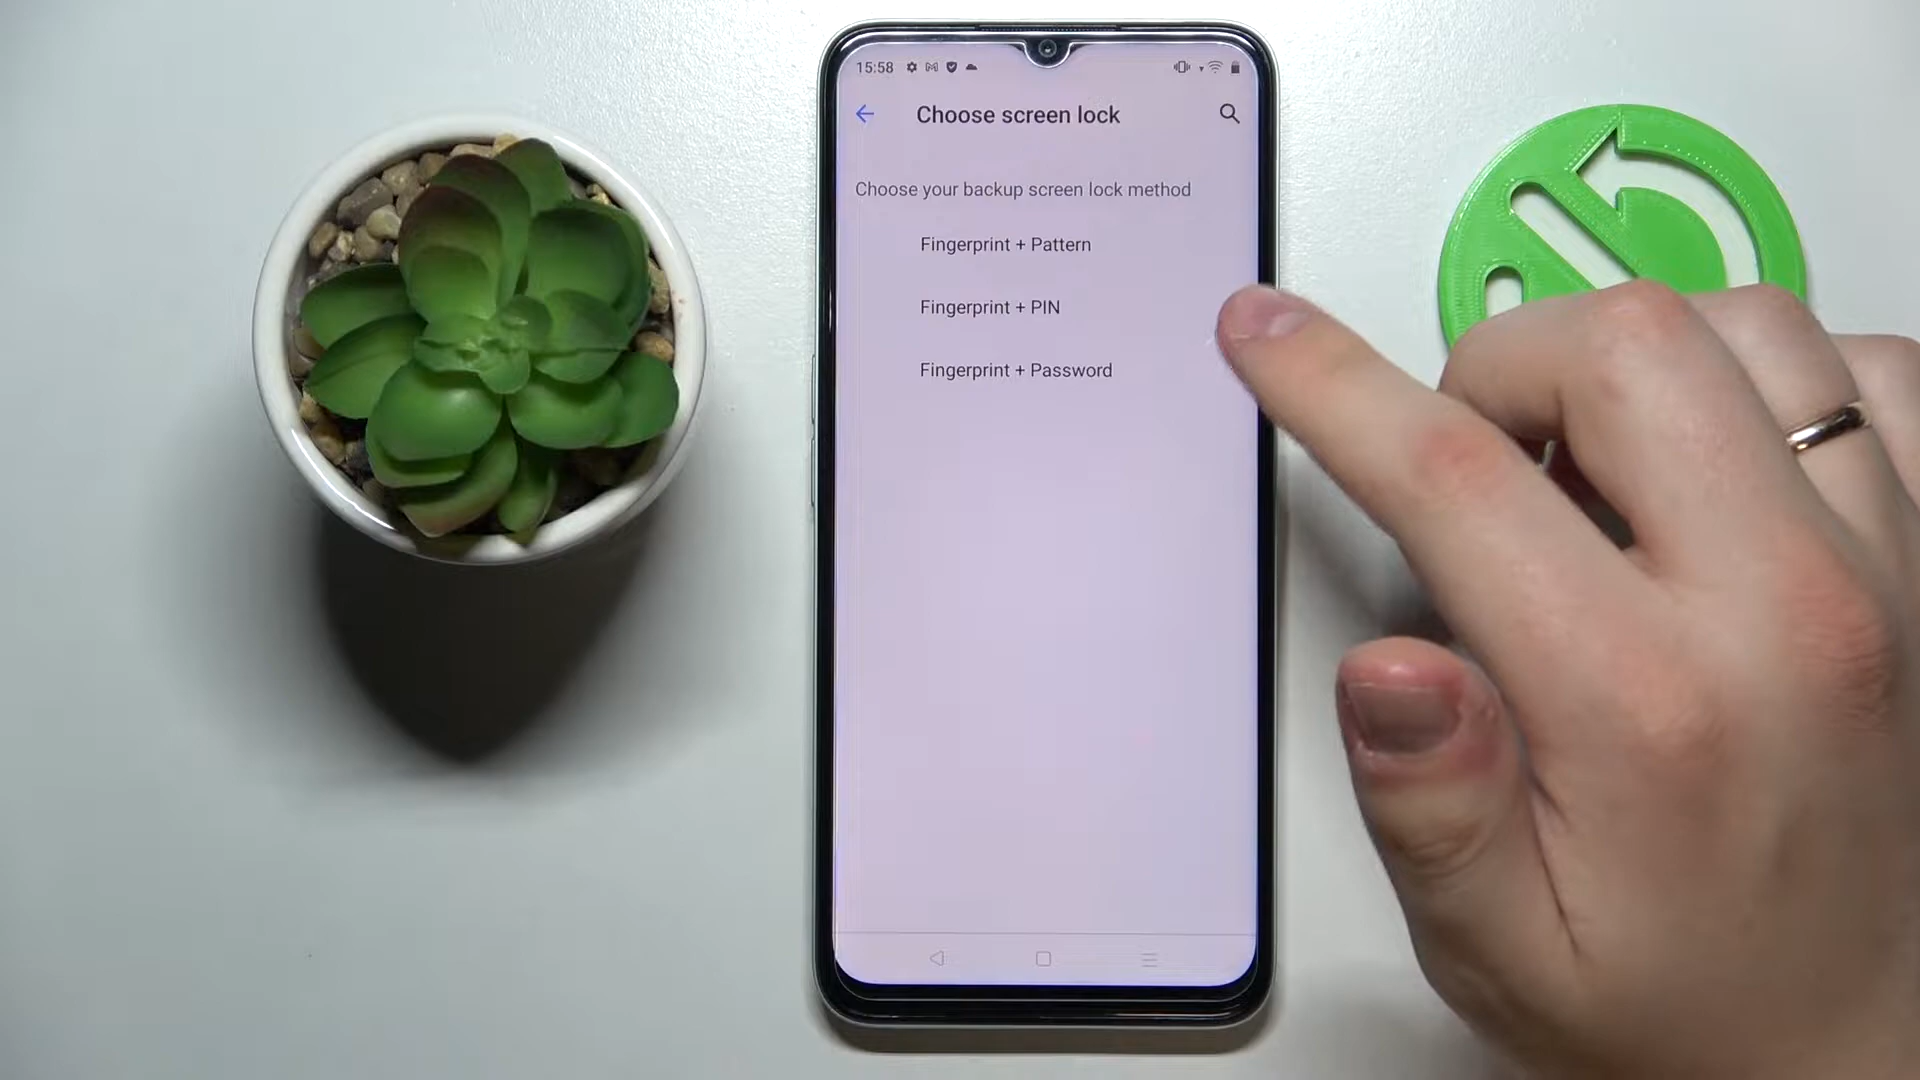 15:58
Choose screen lock
Choose your backup screen lock method
Fingerprint + Pattern
Fingerprint + PIN
Fingerprint + Password